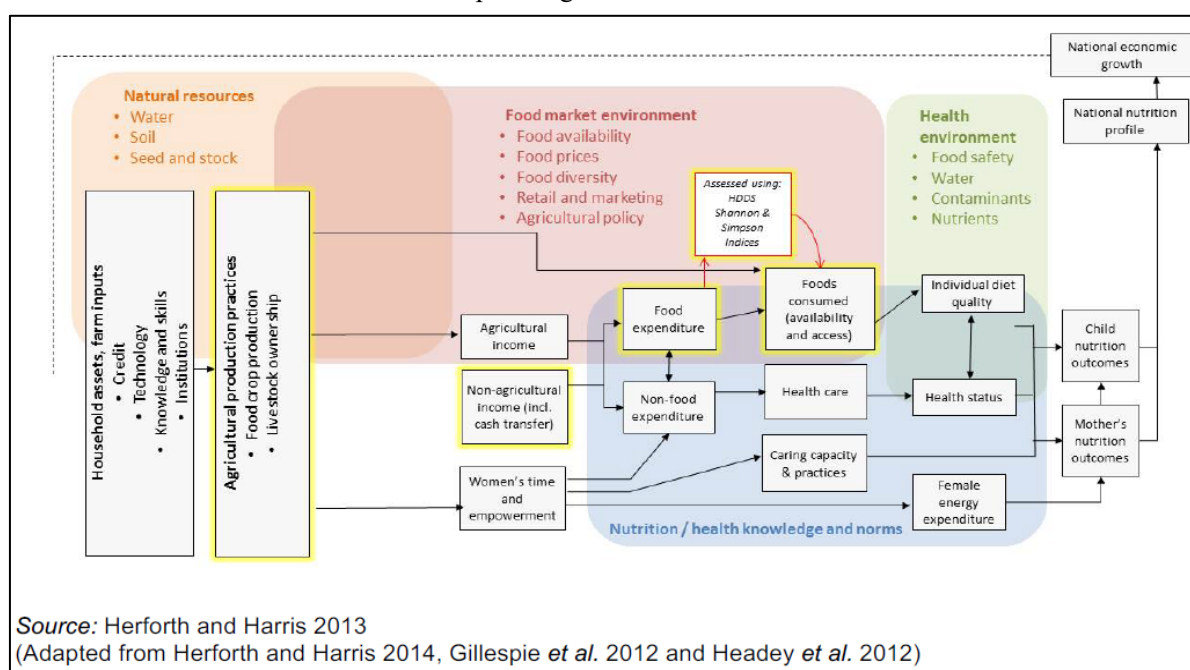 National economic
growth
National nutrition
profile
Natural resources
• Water
• Soil
• Seed and stock
Food market environment
• Food availability
• Food prices
• Food diversity
• Retail and marketing
• Agricultural policy
Health
environment
• Food safety
• Water
• Contaminants
• Nutrients
Assessed using:
HDDS
Shannon &
Simpson
Indices
Household assets, farm inputs
• Credit
• Technology
• Knowledge and skills
• Institutions
Agricultural production practices
• Food crop production
• Livestock ownership
Agricultural
income
Non-agricultural
income (incl.
cash transfer)
Women's time
and
empowerment
Food
expenditure
Non-food
expenditure
Foods
consumed
(availability
and access)
Health care
Caring capacity
& practices
Individual diet
quality
Health status
Female
energy
expenditure
Child
nutrition
outcomes
Mother's
nutrition
outcomes
Nutrition / health knowledge and norms
Source: Herforth and Harris 2013
(Adapted from Herforth and Harris 2014, Gillespie et al. 2012 and Headey et al. 2012)